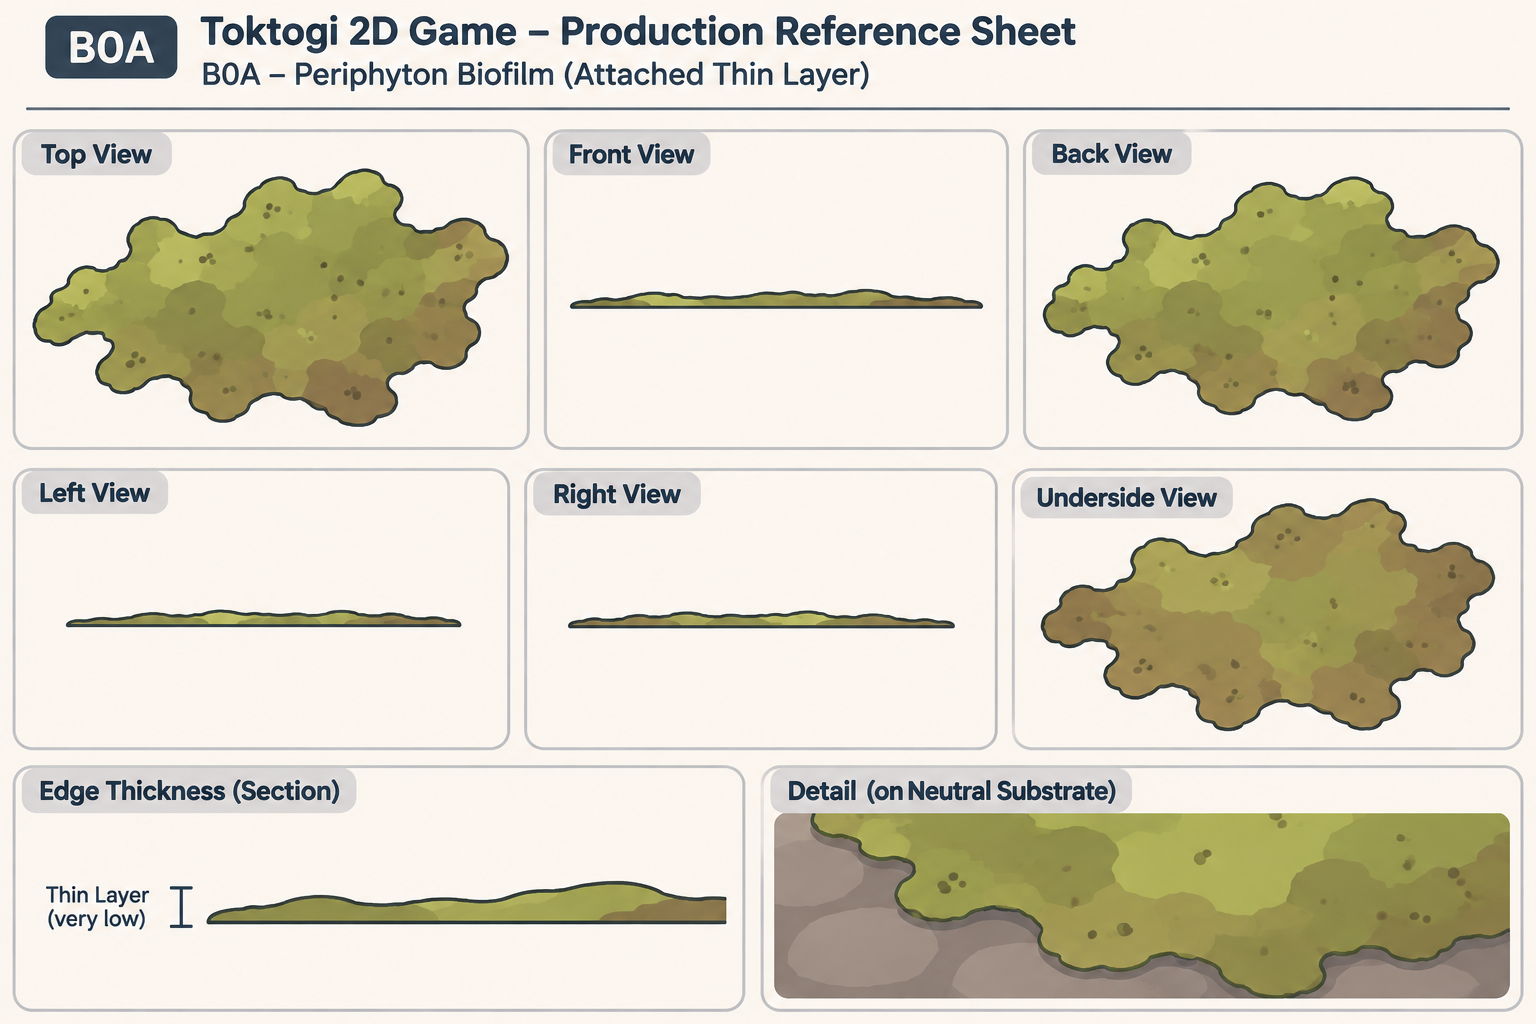 B0A
Toktogi 2D Game – Production Reference Sheet
B0A – Periphyton Biofilm (Attached Thin Layer)
Top View
Front View
Back View
Left View
Right View
Underside View
Edge Thickness (Section)
Thin Layer
(very low)
Detail (on Neutral Substrate)